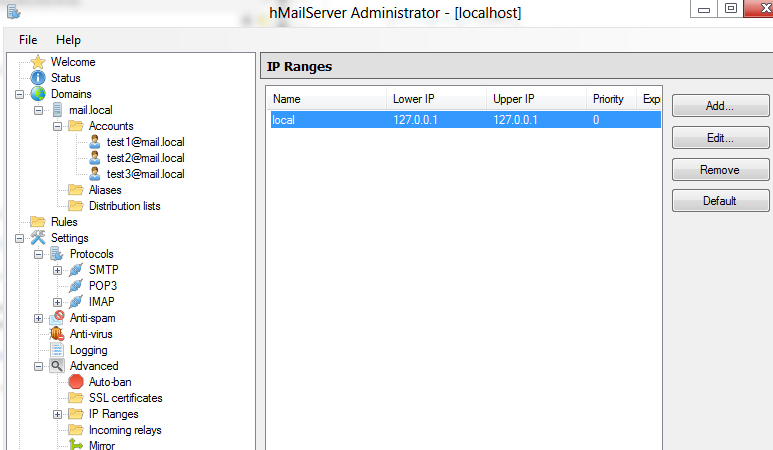 hMailServer Administrator - [localhost]
File Help
Welcome
Status
Domains
mail.local
Accounts
test1@mail.local
test2@mail.local
test3@mail.local
Aliases
Distribution lists
Rules
Settings
Protocols
SMTP
POP3
IMAP
Anti-spam
Anti-virus
Logging
Advanced
Auto-ban
SSL certificates
IP Ranges
Incoming relays
Mirror
IP Ranges
Name Lower IP Upper IP Priority Expi
local 127.0.0.1 127.0.0.1 0
Add...
Edit...
Remove
Default